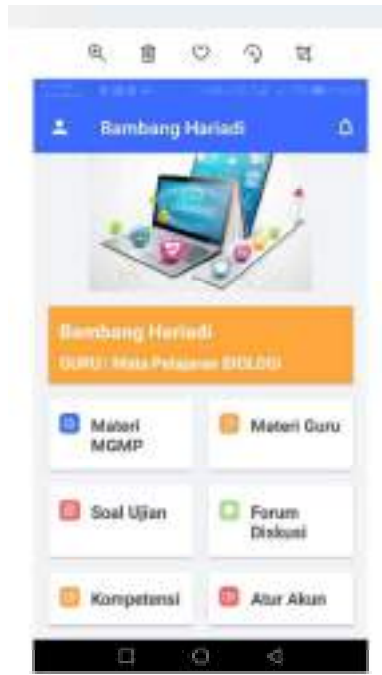 Bambang Hariadi
Bambang Hariadi
GURU : Mata Pelajaran BIOLOGI
Materi
MGMP
Materi Guru
Soal Ujian
Forum
Diskusi
Kompetensi
Atur Akun